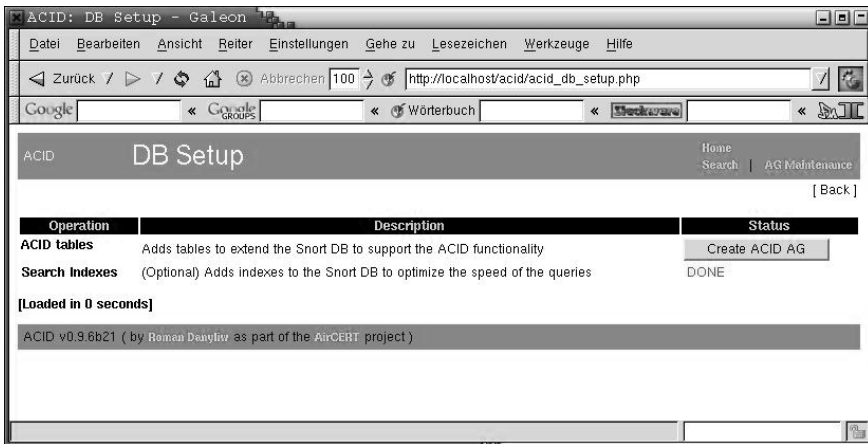 ACID: DB Setup - Galeon
Datei Bearbeiten Ansicht Reiter Einstellungen Gehe zu Lesezeichen Werkzeuge Hilfe
Zurück Abbrechen 100 http://localhost/acid/acid_db_setup.php
Google « Google GROUPS « Wörterbuch « «
ACID DB Setup Home
Search | AG Maintenance
[ Back ]
Operation Description Status
ACID tables Adds tables to extend the Snort DB to support the ACID functionality Create ACID AG
Search Indexes (Optional) Adds indexes to the Snort DB to optimize the speed of the queries DONE
[Loaded in 0 seconds]
ACID v0.9.6b21 ( by Roman Danyliw as part of the AirCERT project )